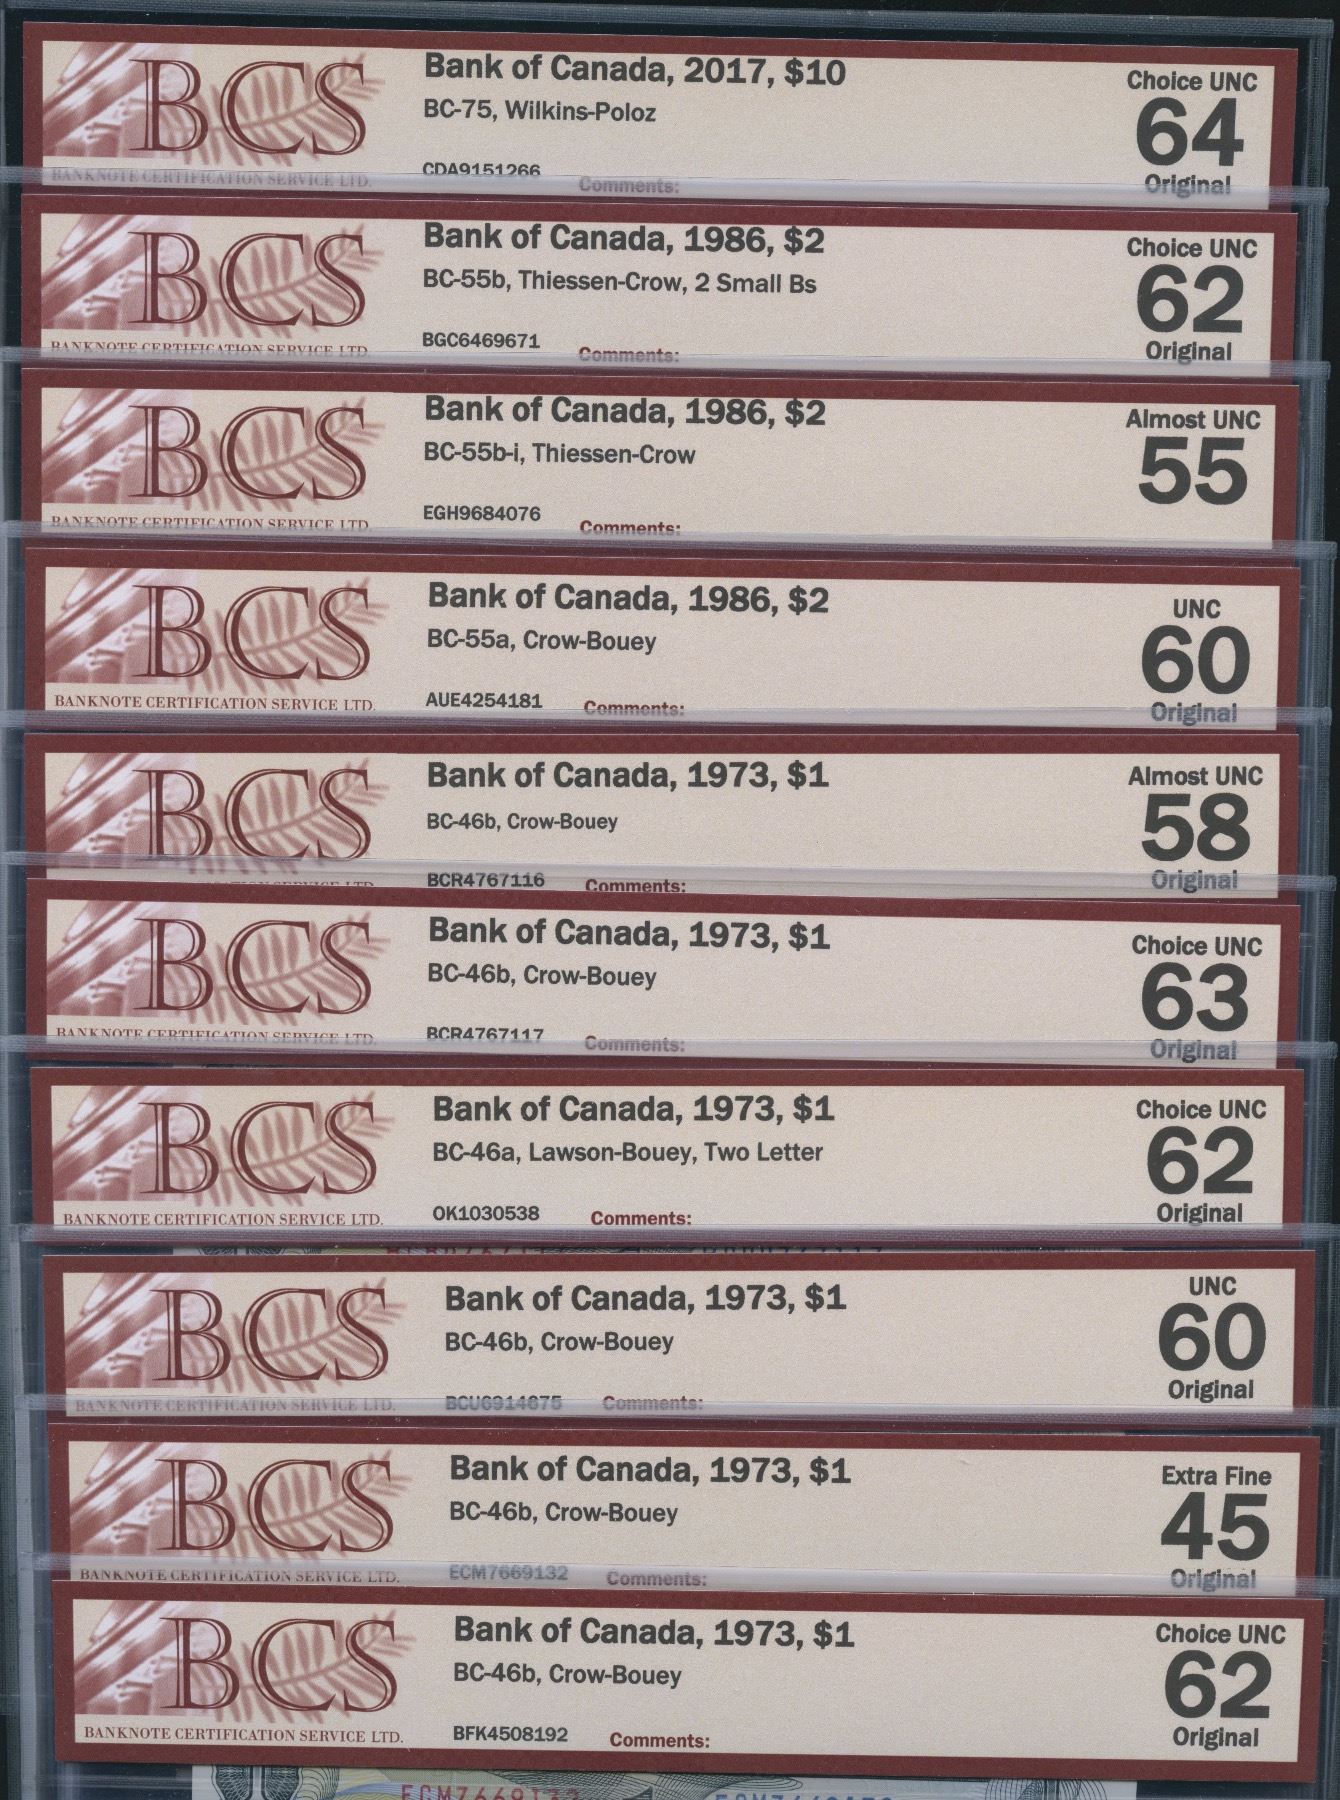 BCS
Bank of Canada, 2017, $10
BC-75, Wilkins-Poloz
CDA9151266
BANKNOTE CERTIFICATION SERVICE LTD.
Comments:
Choice UNC
64
Original
BCS
Bank of Canada, 1986, $2
BC-55b, Thiessen-Crow, 2 Small Bs
BGC6469671
BANKNOTE CERTIFICATION SERVICE LTD.
Comments:
Choice UNC
62
Original
BCS
Bank of Canada, 1986, $2
BC-55b-i, Thiessen-Crow
EGH9684076
BANKNOTE CERTIFICATION SERVICE LTD.
Comments:
Almost UNC
55
BCS
Bank of Canada, 1986, $2
BC-55a, Crow-Bouey
AUE4254181
BANKNOTE CERTIFICATION SERVICE LTD.
Comments:
UNC
60
Original
BCS
Bank of Canada, 1973, $1
BC-46b, Crow-Bouey
BCR4767116
Comments:
Almost UNC
58
Original
BCS
Bank of Canada, 1973, $1
BC-46b, Crow-Bouey
BCR4767117
BANKNOTE CERTIFICATION SERVICE LTD.
Comments:
Choice UNC
63
Original
BCS
Bank of Canada, 1973, $1
BC-46a, Lawson-Bouey, Two Letter
OK1030538
BANKNOTE CERTIFICATION SERVICE LTD.
Comments:
Choice UNC
62
Original
BCS
Bank of Canada, 1973, $1
BC-46b, Crow-Bouey
BANKNOTE CERTIFICATION SERVICE LTD.
Comments:
UNC
60
Original
BCS
Bank of Canada, 1973, $1
BC-46b, Crow-Bouey
ECM7669132
BANKNOTE CERTIFICATION SERVICE LTD.
Comments:
Extra Fine
45
Original
BCS
Bank of Canada, 1973, $1
BC-46b, Crow-Bouey
BFK4508192
BANKNOTE CERTIFICATION SERVICE LTD.
Comments:
Choice UNC
62
Original
ECM7669132